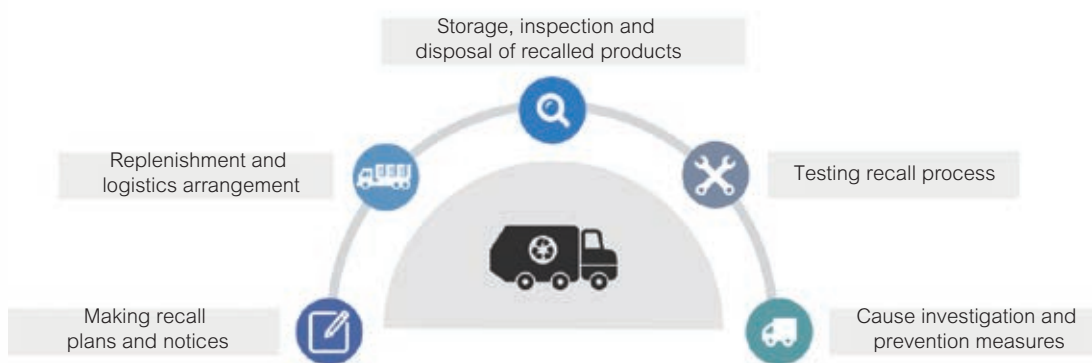 Storage, inspection and
disposal of recalled products
Replenishment and
logistics arrangement
Testing recall process
Making recall
plans and notices
Cause investigation and
prevention measures